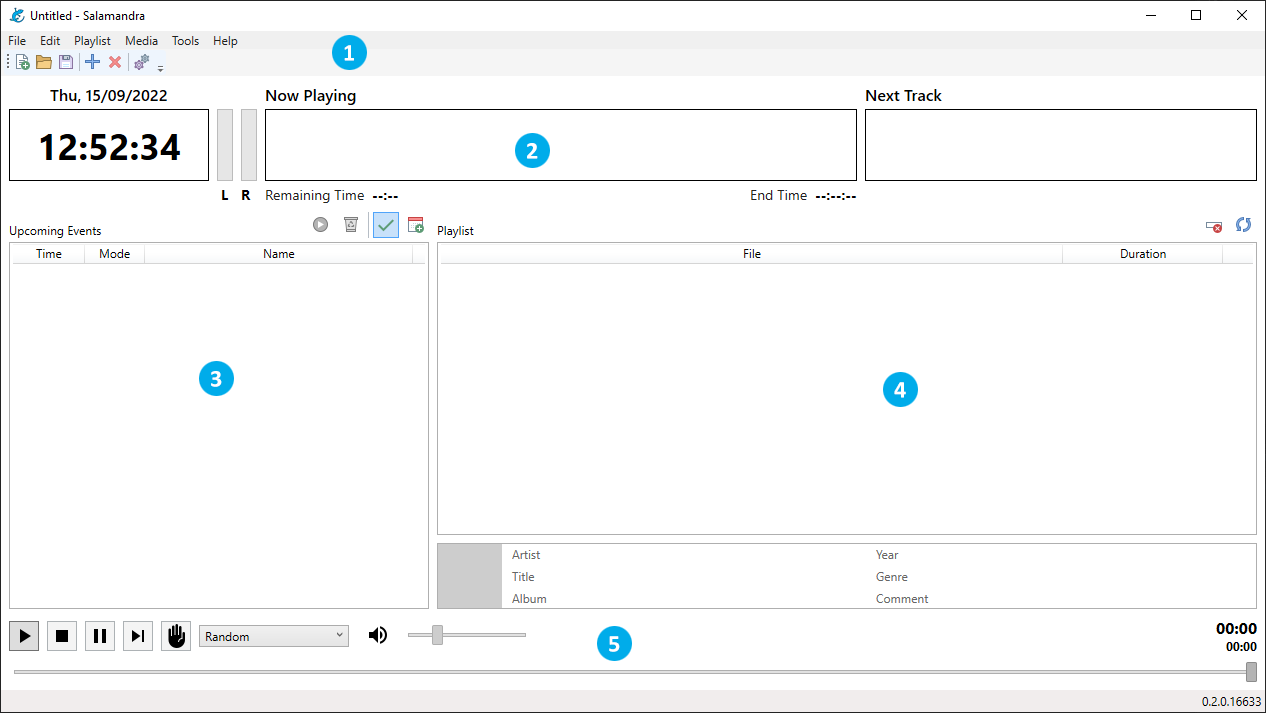 Untitled - Salamandra
File Edit Playlist Media Tools Help
1
Thu, 15/09/2022
Now Playing
Next Track
12:52:34
2
L R
Remaining Time --:--
End Time --:--:--
Upcoming Events
Playlist
Time Mode Name
File Duration
3
4
Artist
Year
Title
Genre
Album
Comment
Random
5
00:00
00:00
0.2.0.16633